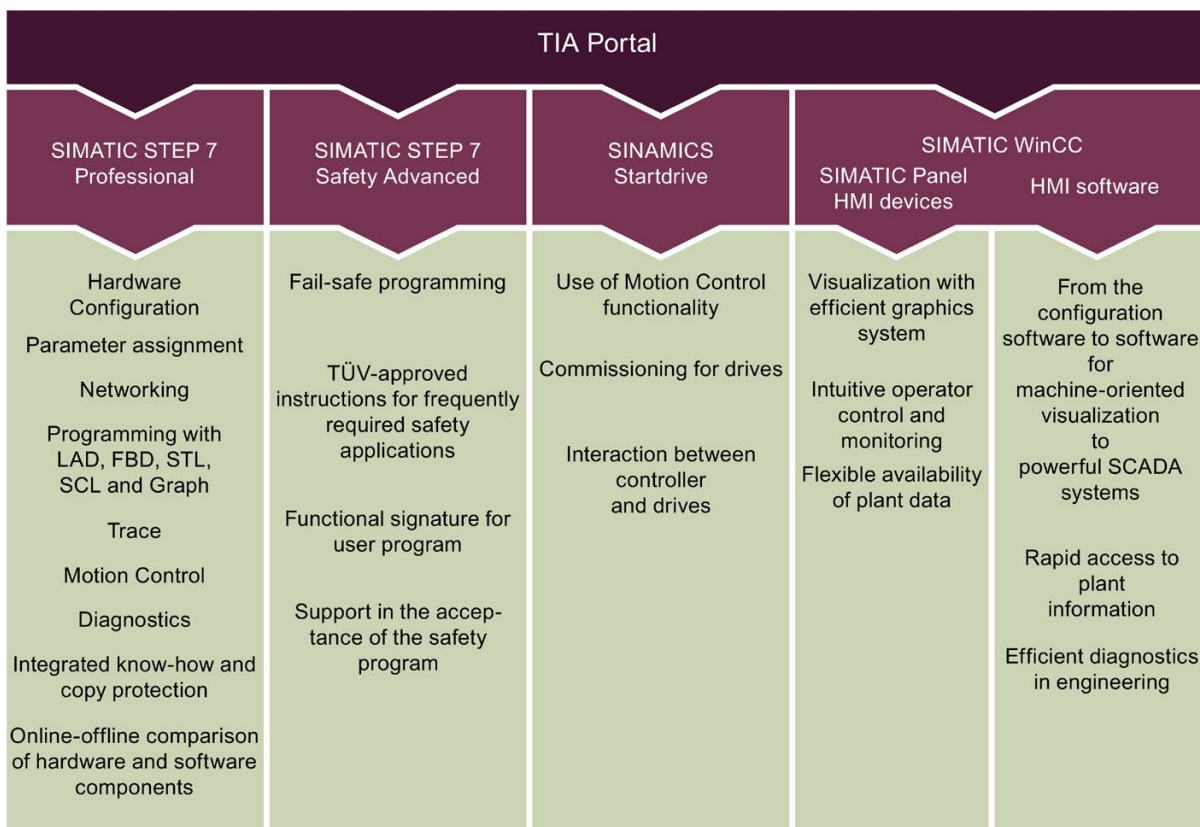 TIA Portal
SIMATIC STEP 7
Professional
SIMATIC STEP 7
Safety Advanced
SINAMICS
Startdrive
SIMATIC WinCC
SIMATIC Panel
HMI devices
HMI software
Hardware
Configuration
Parameter assignment
Networking
Programming with
LAD, FBD, STL,
SCL and Graph
Trace
Motion Control
Diagnostics
Integrated know-how and
copy protection
Online-offline comparison
of hardware and software
components
Fail-safe programming
TÜV-approved
instructions for frequently
required safety
applications
Functional signature for
user program
Support in the accep-
tance of the safety
program
Use of Motion Control
functionality
Commissioning for drives
Interaction between
controller
and drives
Visualization with
efficient graphics
system
Intuitive operator
control and
monitoring
Flexible availability
of plant data
From the
configuration
software to software
for
machine-oriented
visualization
to
powerful SCADA
systems
Rapid access to
plant
information
Efficient diagnostics
in engineering